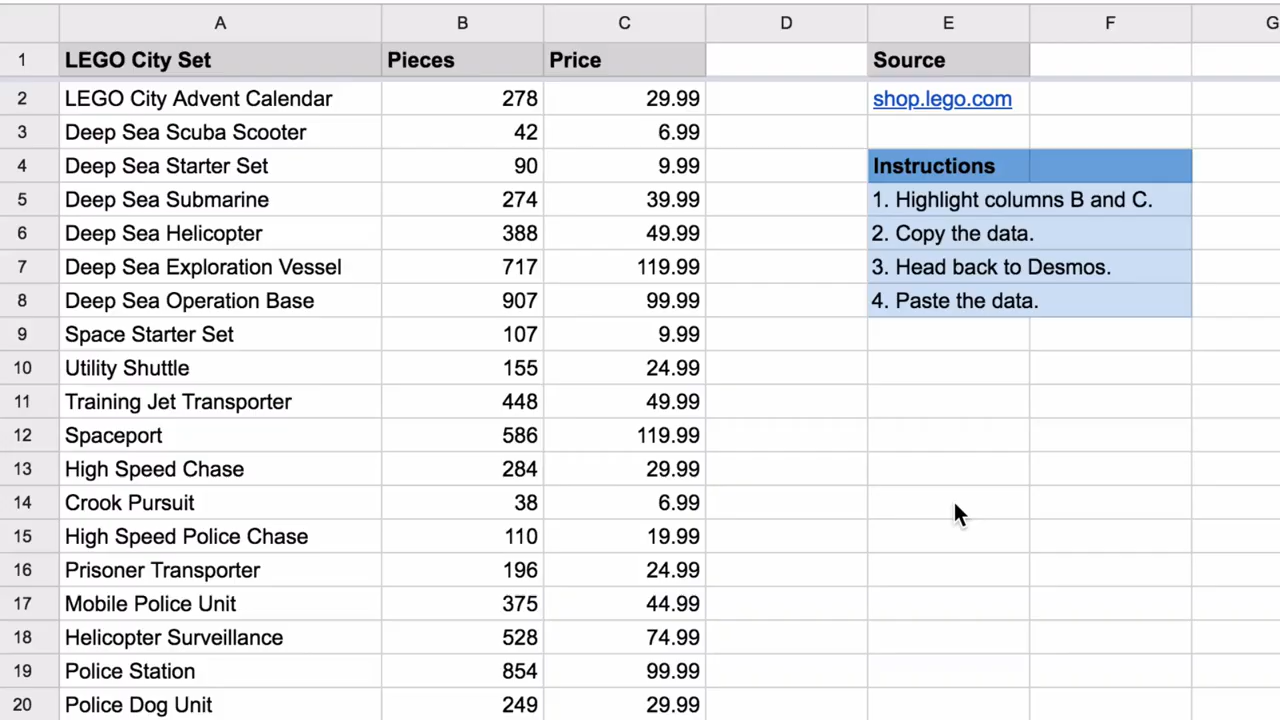 A B C D E F G
1 LEGO City Set Pieces Price Source
2 LEGO City Advent Calendar 278 29.99 shop.lego.com
3 Deep Sea Scuba Scooter 42 6.99
4 Deep Sea Starter Set 90 9.99 Instructions
5 Deep Sea Submarine 274 39.99 1. Highlight columns B and C.
6 Deep Sea Helicopter 388 49.99 2. Copy the data.
7 Deep Sea Exploration Vessel 717 119.99 3. Head back to Desmos.
8 Deep Sea Operation Base 907 99.99 4. Paste the data.
9 Space Starter Set 107 9.99
10 Utility Shuttle 155 24.99
11 Training Jet Transporter 448 49.99
12 Spaceport 586 119.99
13 High Speed Chase 284 29.99
14 Crook Pursuit 38 6.99
15 High Speed Police Chase 110 19.99
16 Prisoner Transporter 196 24.99
17 Mobile Police Unit 375 44.99
18 Helicopter Surveillance 528 74.99
19 Police Station 854 99.99
20 Police Dog Unit 249 29.99